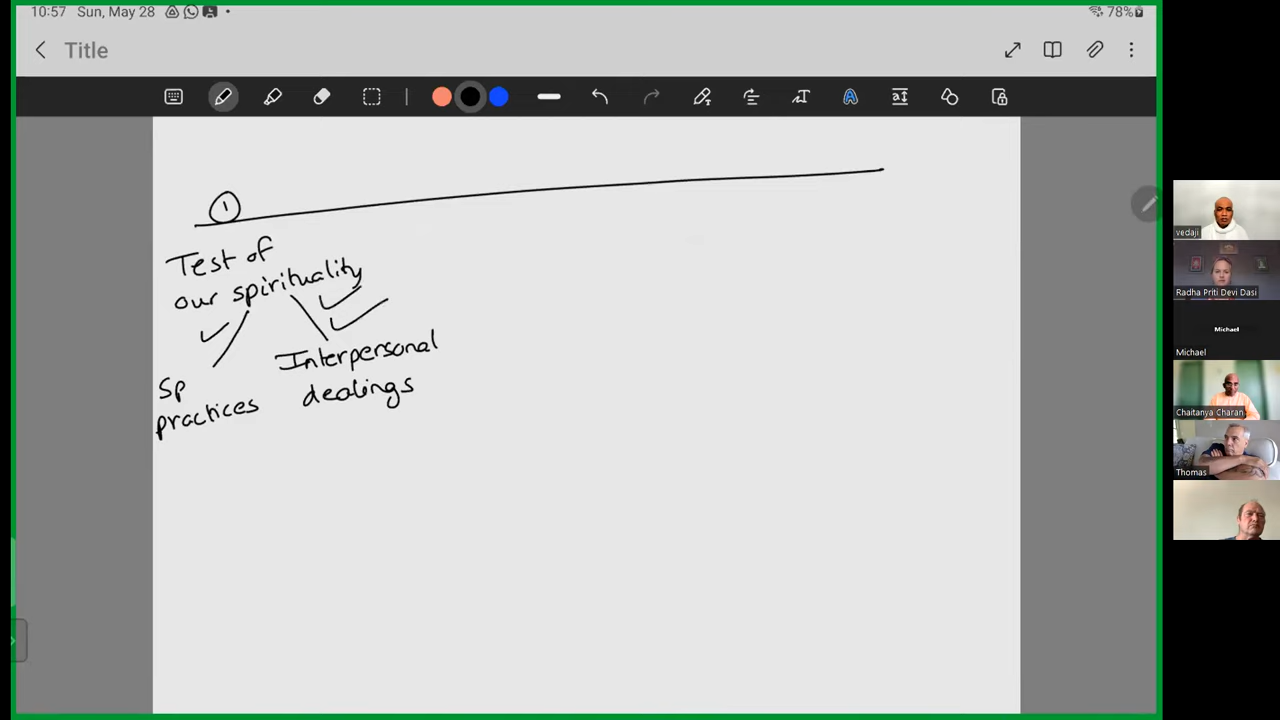 10:57 Sun, May 28
78%
Title
1
Test of
our spirituality
Sp
practices
Interpersonal
dealings
vedaji
Radha Priti Devi Dasi
Michael
Michael
Chaitanya Charan
Thomas